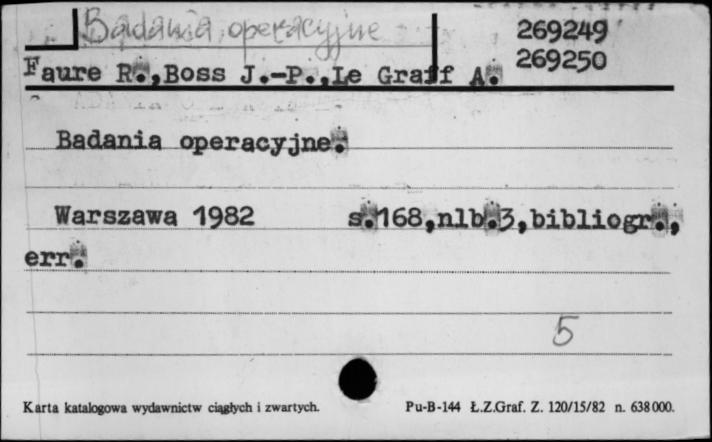 Badania operacyjne 269249
269250
Faure R., Boss J.-P., Le Graff A.
Badania operacyjne.
Warszawa 1982 s.168,nlb.3,bibliogr.,
err.
5
Karta katalogowa wydawnictw ciągłych i zwartych. Pu-B-144 Ł.Z.Graf. Z. 120/15/82 n. 638000.